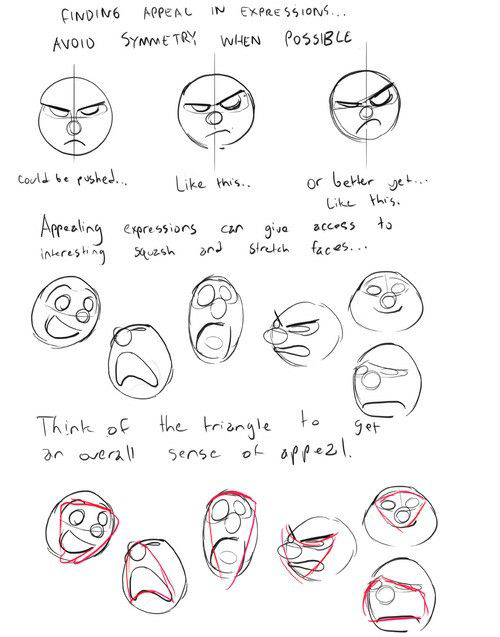 FINDING APPEAL IN EXPRESSIONS...
AVOID SYMMETRY WHEN POSSIBLE
Could be pushed...
Like this..
Or better yet...
Like this.
Appealing expressions can give access to
interesting squash and stretch faces...
Think of the triangle to get
an overall sense of appeal.